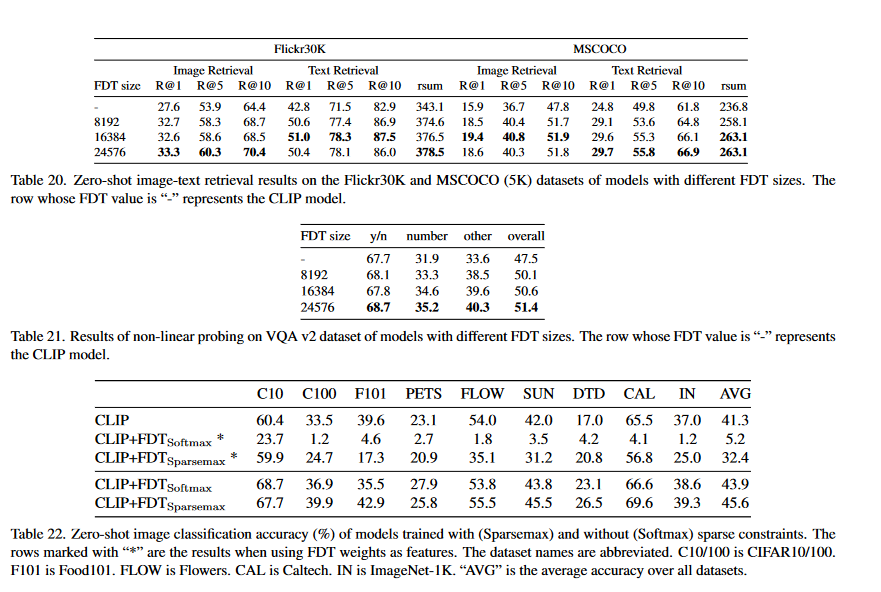 Flickr30K MSCOCO
Image Retrieval Text Retrieval Image Retrieval Text Retrieval
FDT size R@1 R@5 R@10 R@1 R@5 R@10 rsum R@1 R@5 R@10 R@1 R@5 R@10 rsum
- 27.6 53.9 64.4 42.8 71.5 82.9 343.1 15.9 36.7 47.8 24.8 49.8 61.8 236.8
8192 32.7 58.3 68.7 50.6 77.4 86.9 374.6 18.5 40.4 51.7 29.1 53.6 64.8 258.1
16384 32.6 58.6 68.5 51.0 78.3 87.5 376.5 19.4 40.8 51.9 29.6 55.3 66.1 263.1
24576 33.3 60.3 70.4 50.4 78.1 86.0 378.5 18.6 40.3 51.8 29.7 55.8 66.9 263.1
Table 20. Zero-shot image-text retrieval results on the Flickr30K and MSCOCO (5K) datasets of models with different FDT sizes. The
row whose FDT value is “-” represents the CLIP model.
FDT size y/n number other overall
- 67.7 31.9 33.6 47.5
8192 68.1 33.3 38.5 50.1
16384 67.8 34.6 39.6 50.6
24576 68.7 35.2 40.3 51.4
Table 21. Results of non-linear probing on VQA v2 dataset of models with different FDT sizes. The row whose FDT value is “-” represents
the CLIP model.
C10 C100 F101 PETS FLOW SUN DTD CAL IN AVG
CLIP 60.4 33.5 39.6 23.1 54.0 42.0 17.0 65.5 37.0 41.3
CLIP+FDTSoftmax * 23.7 1.2 4.6 2.7 1.8 3.5 4.2 4.1 1.2 5.2
CLIP+FDTSparsemax * 59.9 24.7 17.3 20.9 35.1 31.2 20.8 56.8 25.0 32.4
CLIP+FDTSoftmax 68.7 36.9 35.5 27.9 53.8 43.8 23.1 66.6 38.6 43.9
CLIP+FDTSparsemax 67.7 39.9 42.9 25.8 55.5 45.5 26.5 69.6 39.3 45.6
Table 22. Zero-shot image classification accuracy (%) of models trained with (Sparsemax) and without (Softmax) sparse constraints. The
rows marked with “*” are the results when using FDT weights as features. The dataset names are abbreviated. C10/100 is CIFAR10/100.
F101 is Food101. FLOW is Flowers. CAL is Caltech. IN is ImageNet-1K. “AVG” is the average accuracy over all datasets.